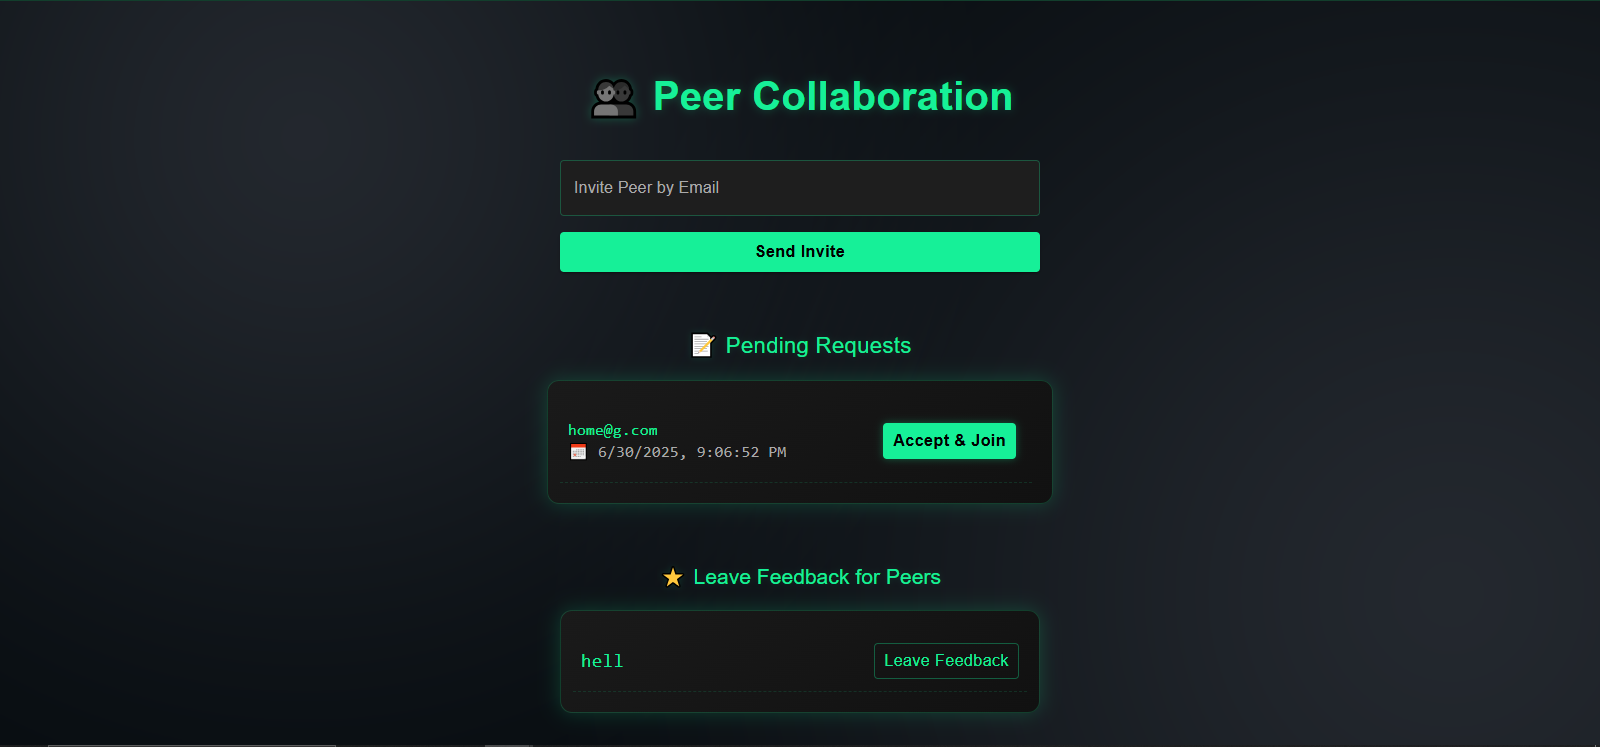 Peer Collaboration
Invite Peer by Email
Send Invite
Pending Requests
home@g.com
6/30/2025, 9:06:52 PM
Accept & Join
Leave Feedback for Peers
hell
Leave Feedback